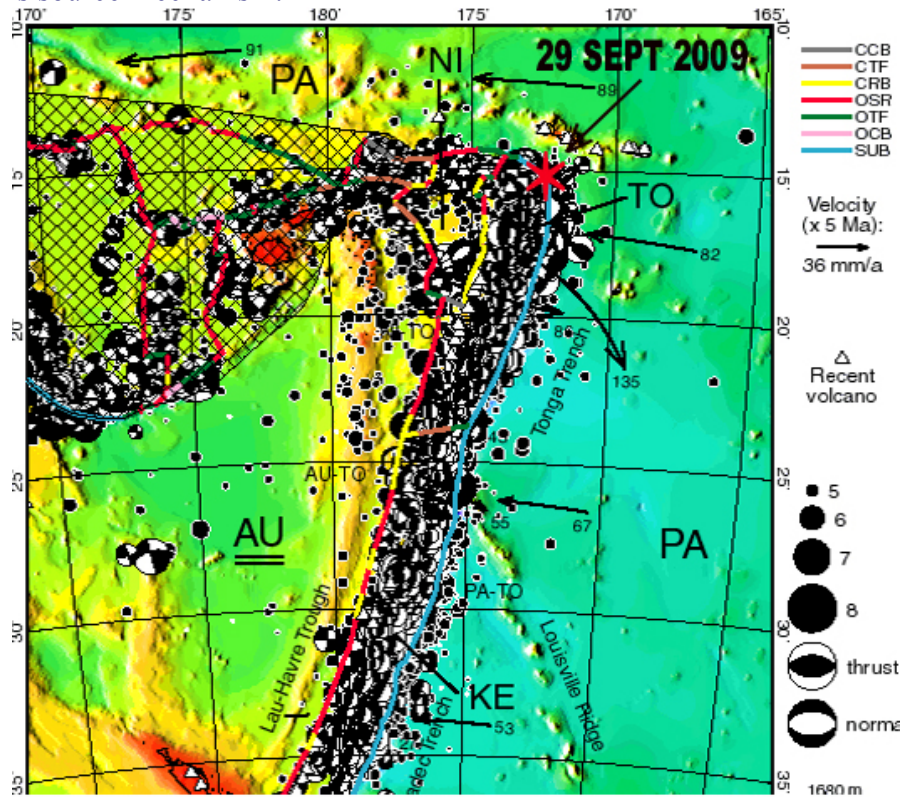 170° 175° 180° 175° 170° 165°
10° 10°
91
PA
NI
29 SEPT 2009
89
CCB
CTF
CRB
OSR
OTF
OCB
SUB
15° 15°
TO
Velocity
(x 5 Ma):
36 mm/a
82
20° 20°
86
135
Tonga Trench
Recent
volcano
AU-TO
25° 25°
5
55
67
6
AU
PA
7
PA-TO
8
30° 30°
Lau-Havre Trough
Louisville Ridge
thrust
KE
53
norma
adec Trench
35° 35°
1680 m